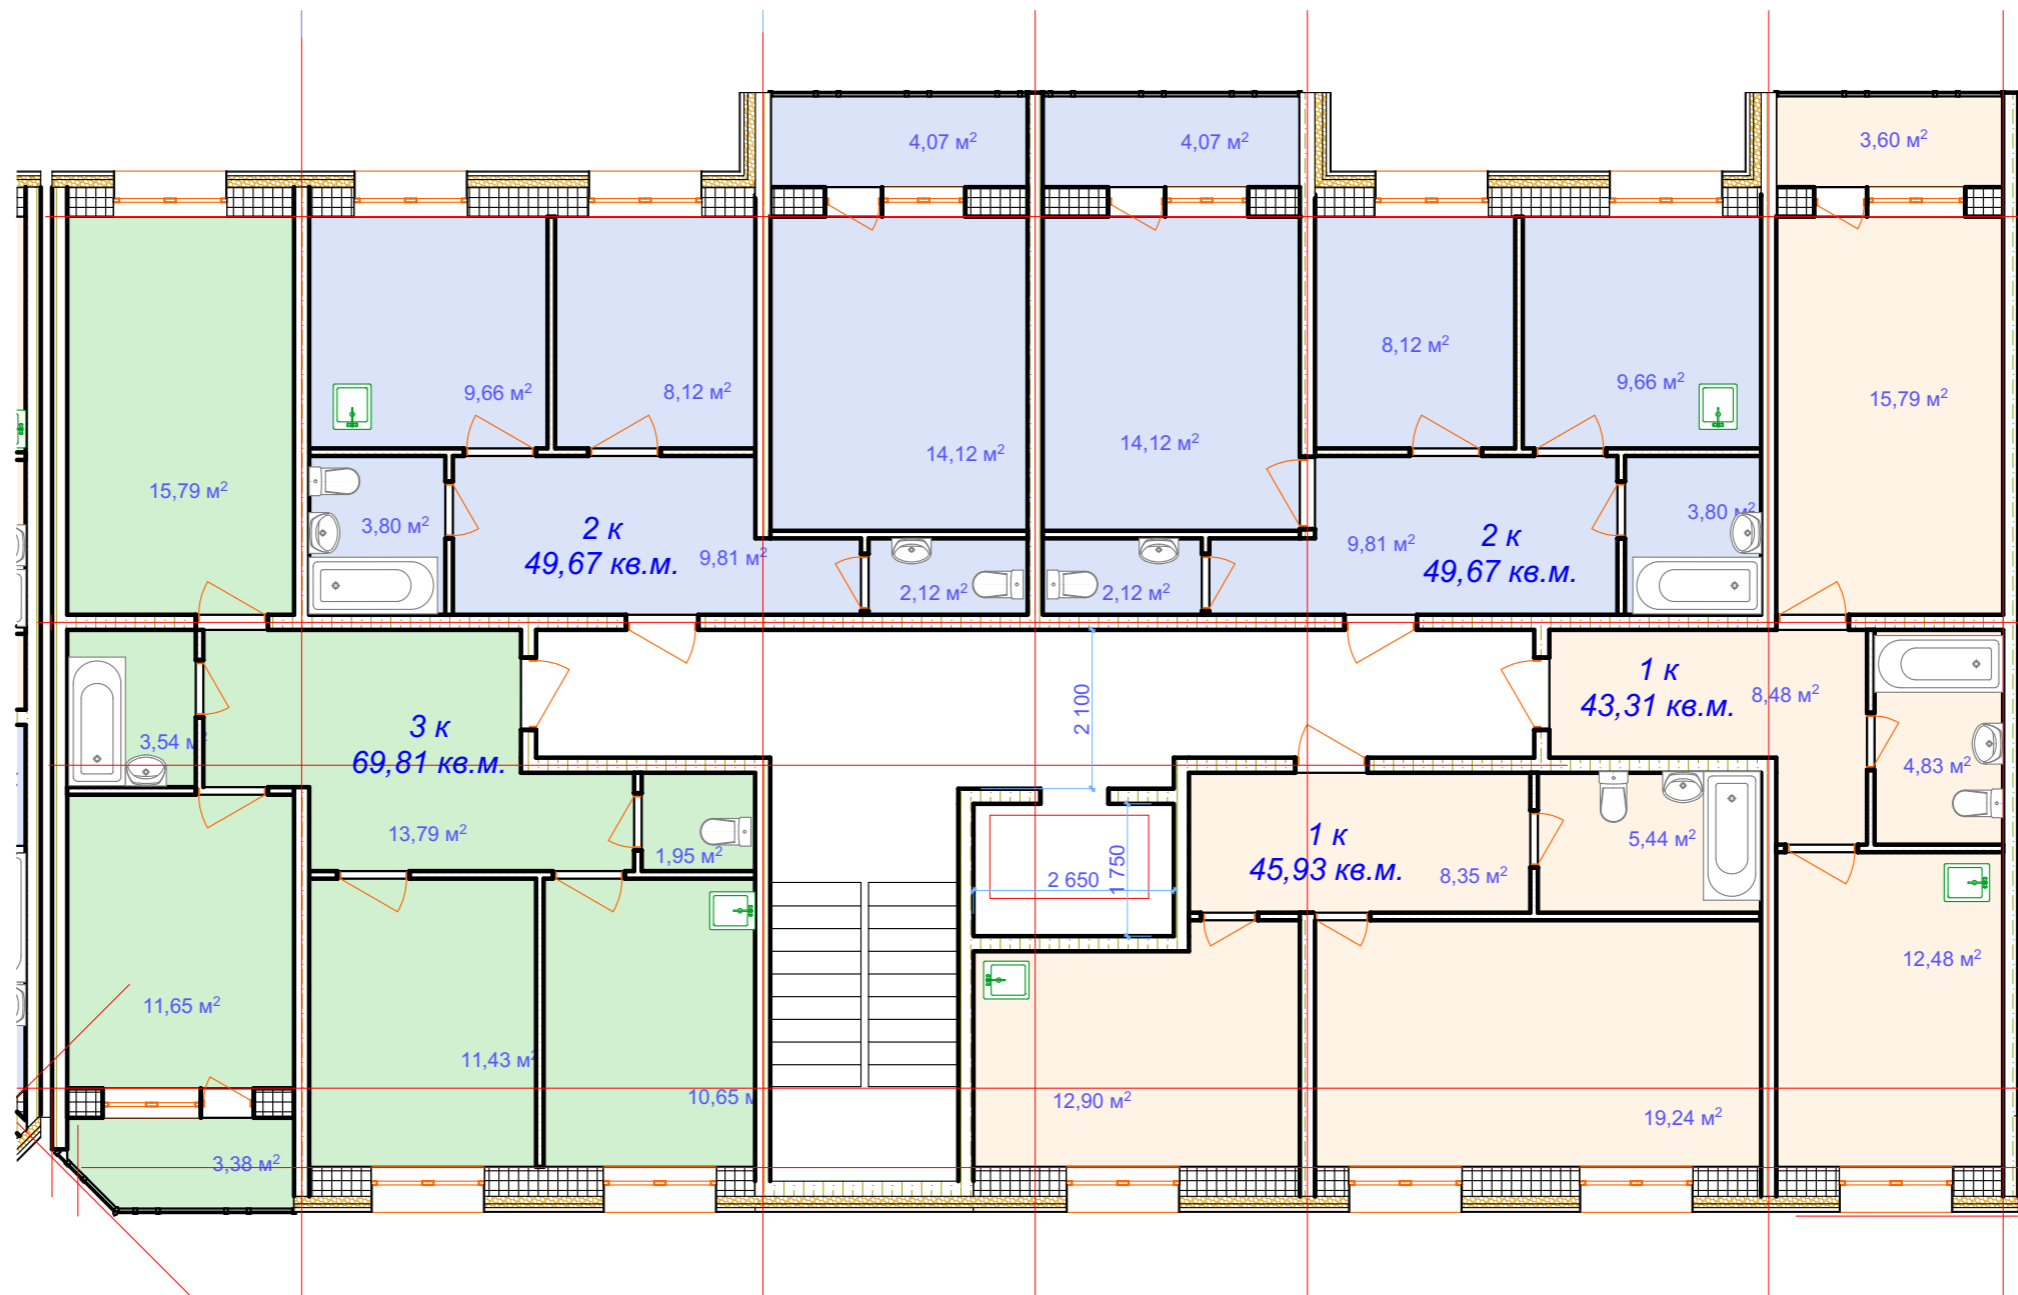 4,07 м²
4,07 м²
3,60 м²
9,66 м²
8,12 м²
14,12 м²
14,12 м²
8,12 м²
9,66 м²
15,79 м²
15,79 м²
3,80 м²
2 к
49,67 кв.м.
9,81 м²
2,12 м²
2,12 м²
9,81 м²
2 к
49,67 кв.м.
3,80 м²
3,54 м²
3 к
69,81 кв.м.
13,79 м²
1,95 м²
2 100
2 650
1 750
1 к
45,93 кв.м.
8,35 м²
5,44 м²
1 к
43,31 кв.м.
8,48 м²
4,83 м²
11,65 м²
11,43 м²
10,65 м
12,90 м²
19,24 м²
12,48 м²
3,38 м²